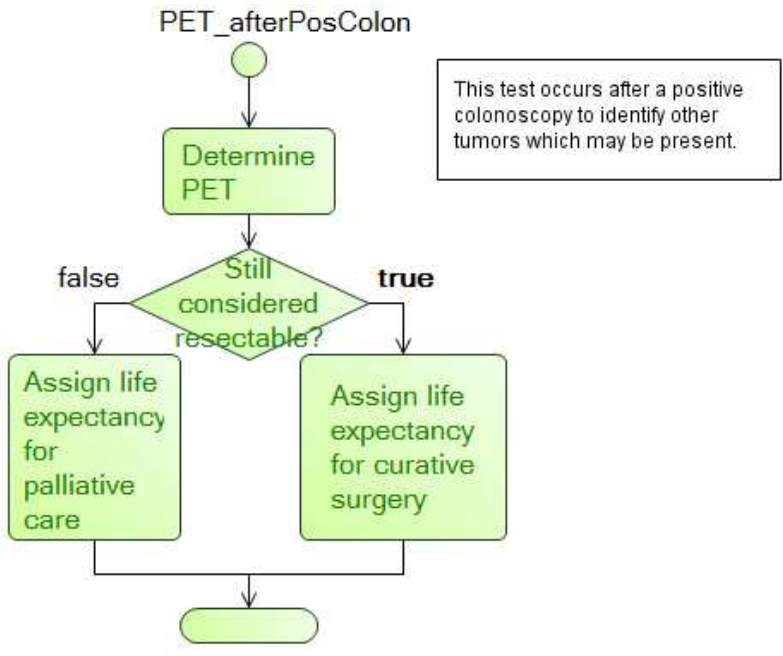 PET_afterPosColon
This test occurs after a positive
colonoscopy to identify other
tumors which may be present.
Determine
PET
false
Still
considered
resectable?
true
Assign life
expectancy
for
palliative
care
Assign life
expectancy
for curative
surgery